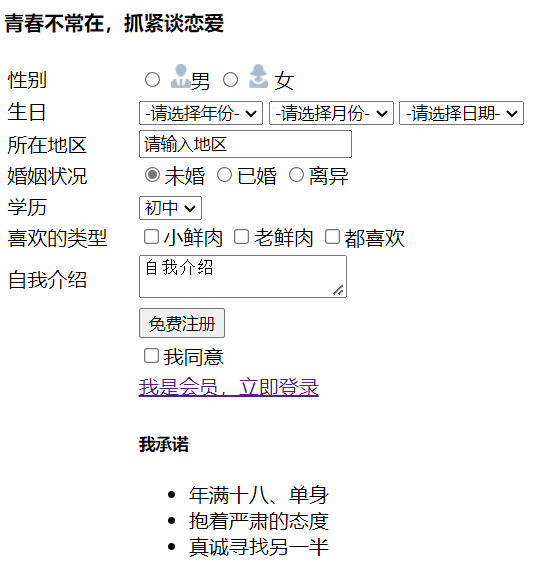 青春不常在，抓紧谈恋爱
性别 男 女
生日 -请选择年份- -请选择月份- -请选择日期-
所在地区 请输入地区
婚姻状况 未婚 已婚 离异
学历 初中
喜欢的类型 小鲜肉 老鲜肉 都喜欢
自我介绍 自我介绍
免费注册
我同意
我是会员，立即登录
我承诺
年满十八、单身
抱着严肃的态度
真诚寻找另一半